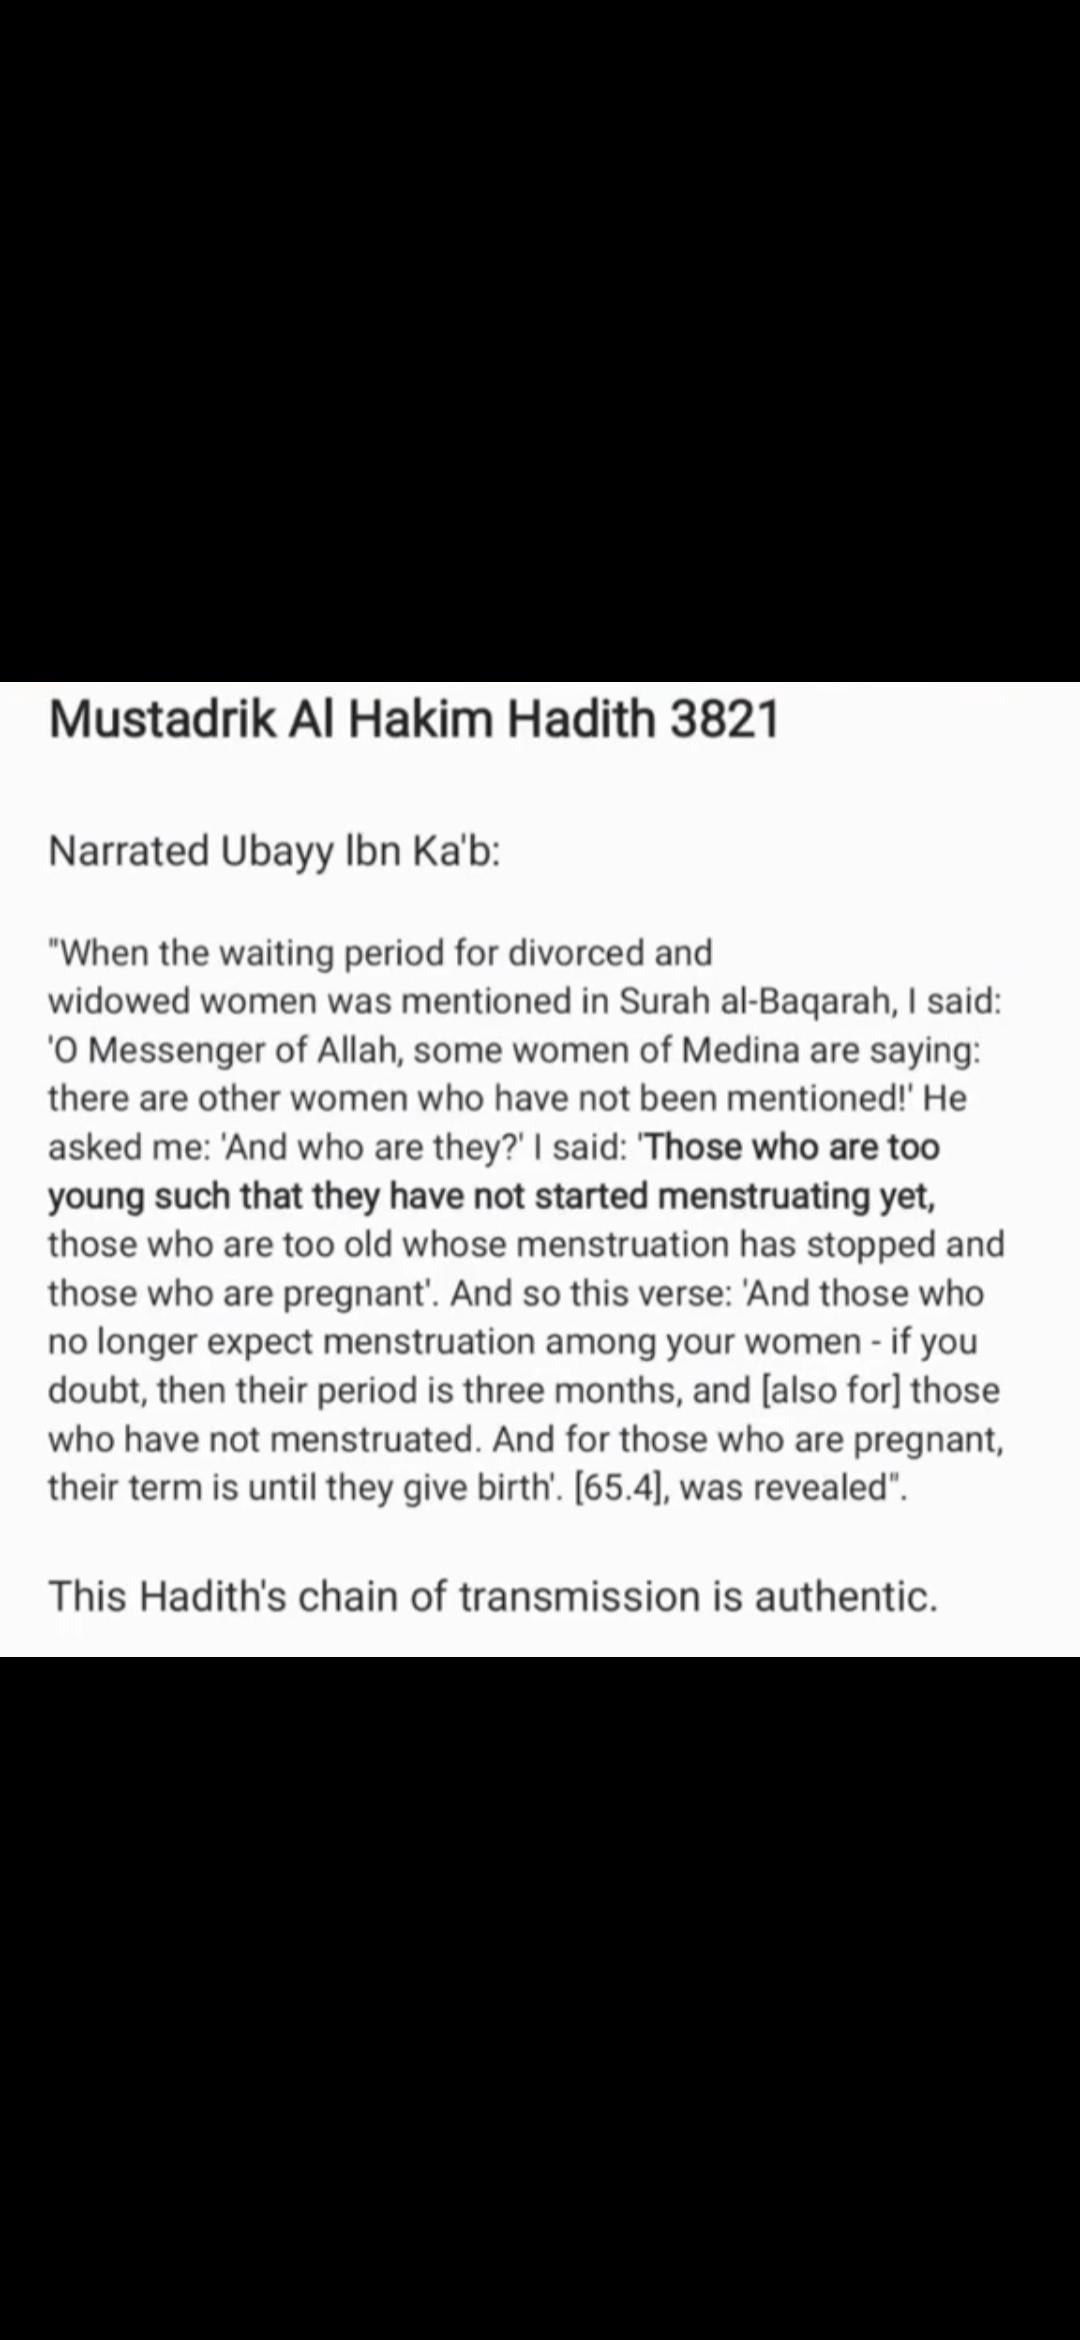 Mustadrik Al Hakim Hadith 3821
Narrated Ubayy Ibn Ka'b:
"When the waiting period for divorced and
widowed women was mentioned in Surah al-Baqarah, I said:
'O Messenger of Allah, some women of Medina are saying:
there are other women who have not been mentioned!' He
asked me: 'And who are they?' I said: 'Those who are too
young such that they have not started menstruating yet,
those who are too old whose menstruation has stopped and
those who are pregnant'. And so this verse: 'And those who
no longer expect menstruation among your women - if you
doubt, then their period is three months, and [also for] those
who have not menstruated. And for those who are pregnant,
their term is until they give birth'. [65.4], was revealed".
This Hadith's chain of transmission is authentic.